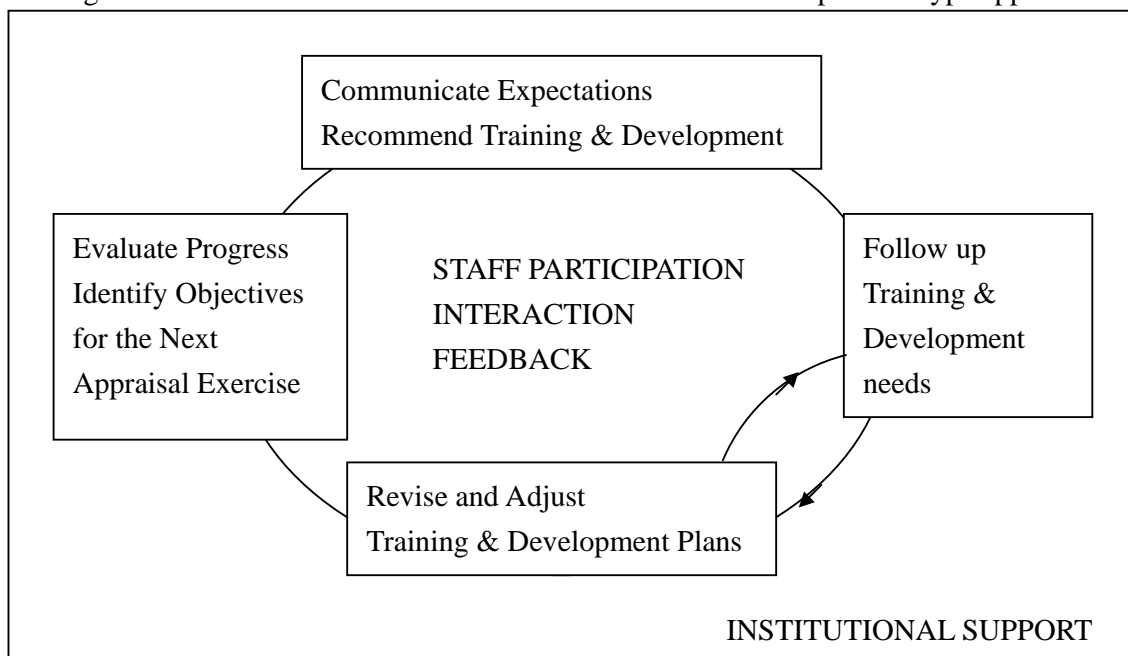 Communicate Expectations
Recommend Training & Development
Evaluate Progress
Identify Objectives
for the Next
Appraisal Exercise
STAFF PARTICIPATION
INTERACTION
FEEDBACK
Follow up
Training &
Development
needs
Revise and Adjust
Training & Development Plans
INSTITUTIONAL SUPPORT